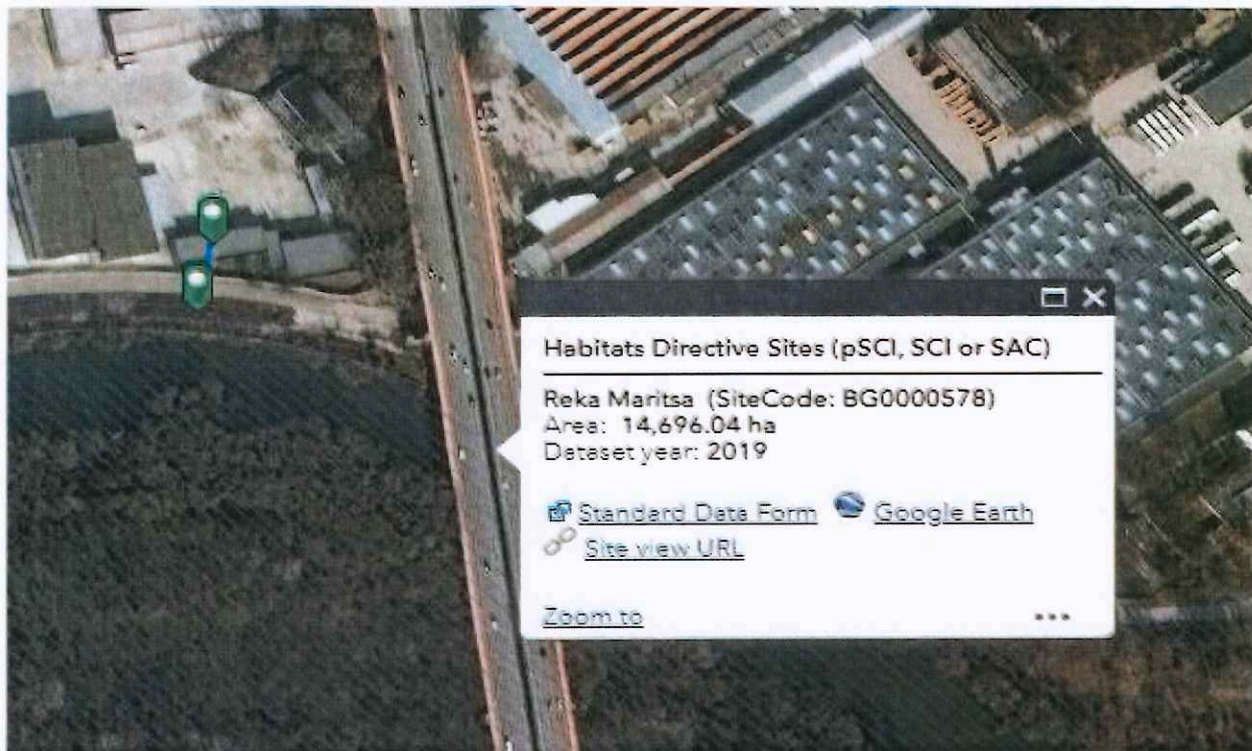 Habitats Directive Sites (pSCI, SCI or SAC)
Reka Maritsa (SiteCode: BG0000578)
Area: 14,696.04 ha
Dataset year: 2019
Standard Data Form Google Earth
Site view URL
Zoom to